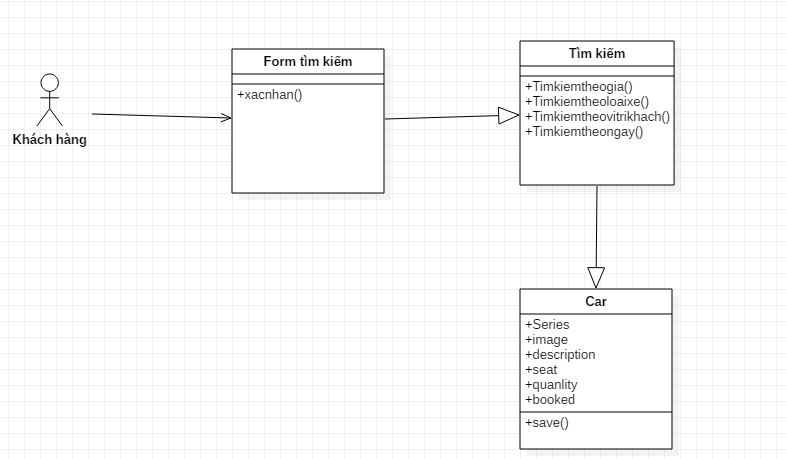 Khách hàng
Form tìm kiếm
+xacnhan()
Tìm kiếm
+Timkiemtheogia()
+Timkiemtheoloaixe()
+Timkiemtheovitrikhach()
+Timkiemtheongay()
Car
+Series
+image
+description
+seat
+quanlity
+booked
+save()